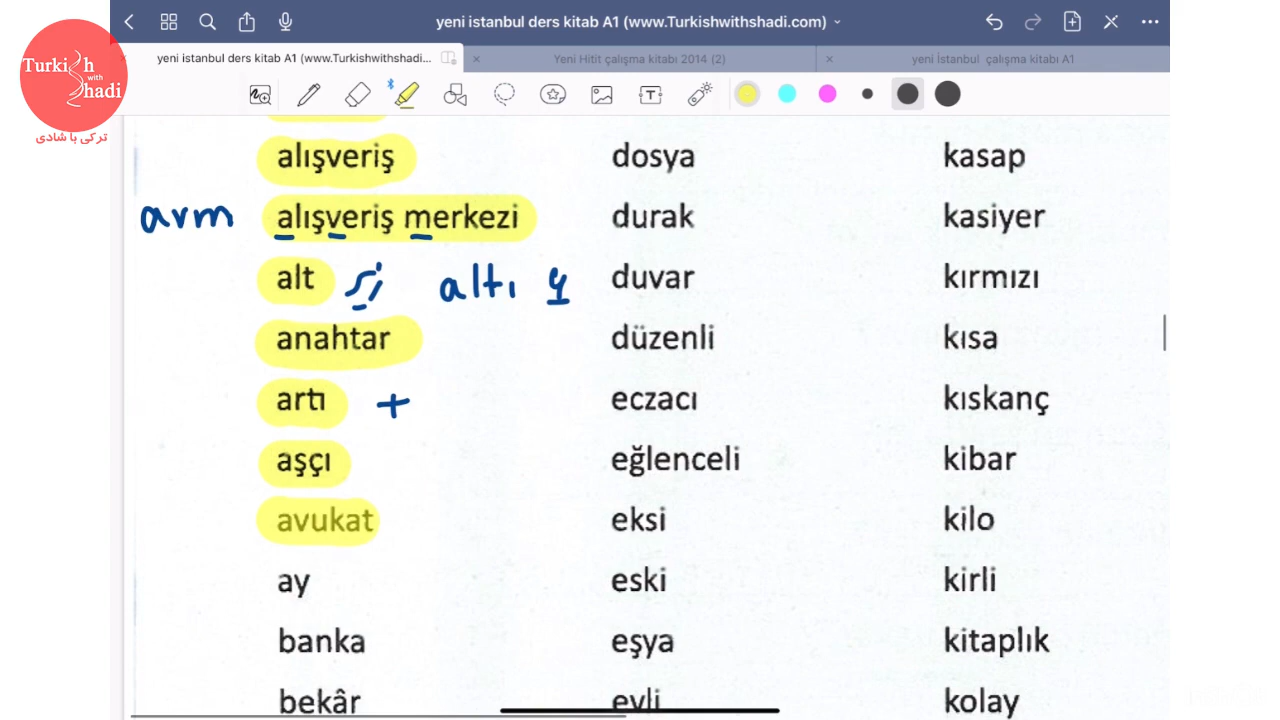 yeni istanbul ders kitab A1 (www.Turkishwithshadi.com)
yeni istanbul ders kitab A1 (www.Turkishwithshadi...
Yeni Hitit çalışma kitabı 2014 (2)
yeni İstanbul çalışma kitabı A1
Turkish
with
Shadi
ترکی با شادی
alışveriş dosya kasap
avm alışveriş merkezi durak kasiyer
alt زیر altı ۶ duvar kırmızı
anahtar düzenli kısa
artı + eczacı kıskanç
aşçı eğlenceli kibar
avukat eksi kilo
ay eski kirli
banka eşya kitaplık
bekâr evli kolay